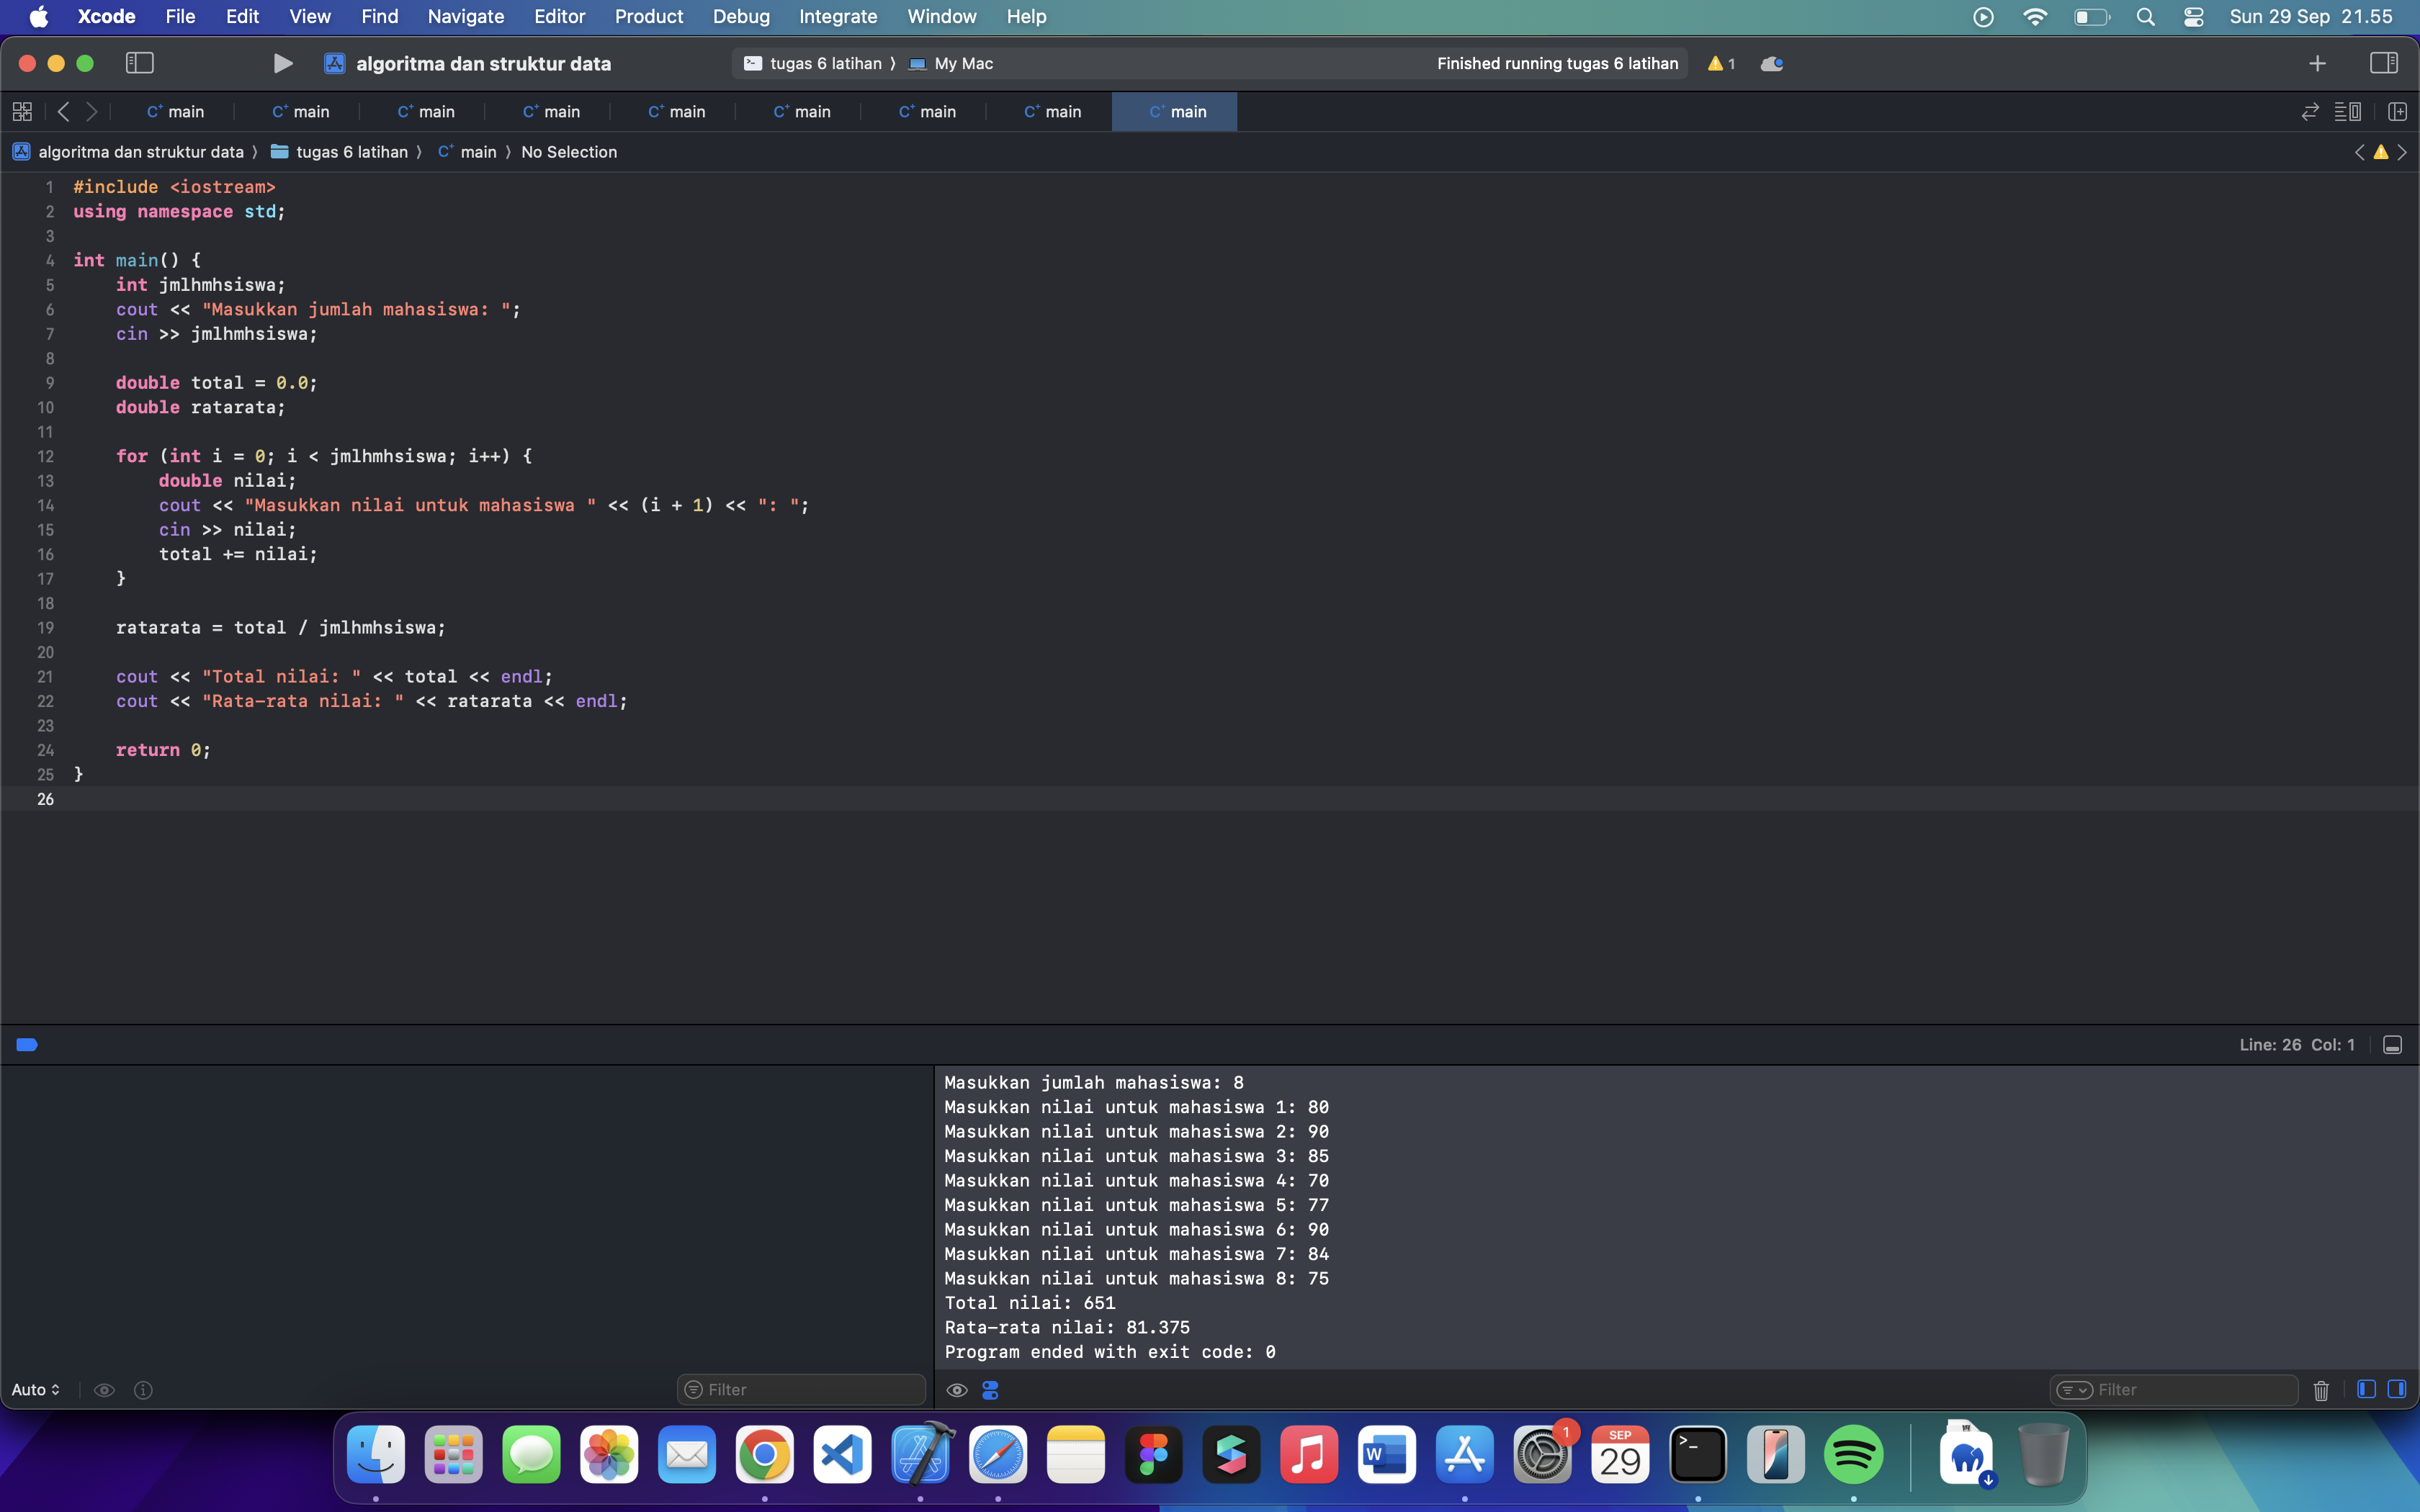 Xcode File Edit View Find Navigate Editor Product Debug Integrate Window Help Sun 29 Sep 21.55
algoritma dan struktur data tugas 6 latihan ⟩ My Mac Finished running tugas 6 latihan 1
main main main main main main main main main
algoritma dan struktur data ⟩ tugas 6 latihan ⟩ main ⟩ No Selection
1 #include <iostream>
2 using namespace std;
3
4 int main() {
5     int jmlhmhsiswa;
6     cout << "Masukkan jumlah mahasiswa: ";
7     cin >> jmlhmhsiswa;
8
9     double total = 0.0;
10     double ratarata;
11
12     for (int i = 0; i < jmlhmhsiswa; i++) {
13         double nilai;
14         cout << "Masukkan nilai untuk mahasiswa " << (i + 1) << ": ";
15         cin >> nilai;
16         total += nilai;
17     }
18
19     ratarata = total / jmlhmhsiswa;
20
21     cout << "Total nilai: " << total << endl;
22     cout << "Rata-rata nilai: " << ratarata << endl;
23
24     return 0;
25 }
26
Line: 26 Col: 1
Masukkan jumlah mahasiswa: 8
Masukkan nilai untuk mahasiswa 1: 80
Masukkan nilai untuk mahasiswa 2: 90
Masukkan nilai untuk mahasiswa 3: 85
Masukkan nilai untuk mahasiswa 4: 70
Masukkan nilai untuk mahasiswa 5: 77
Masukkan nilai untuk mahasiswa 6: 90
Masukkan nilai untuk mahasiswa 7: 84
Masukkan nilai untuk mahasiswa 8: 75
Total nilai: 651
Rata-rata nilai: 81.375
Program ended with exit code: 0
Auto Filter Filter
1
SEP
29